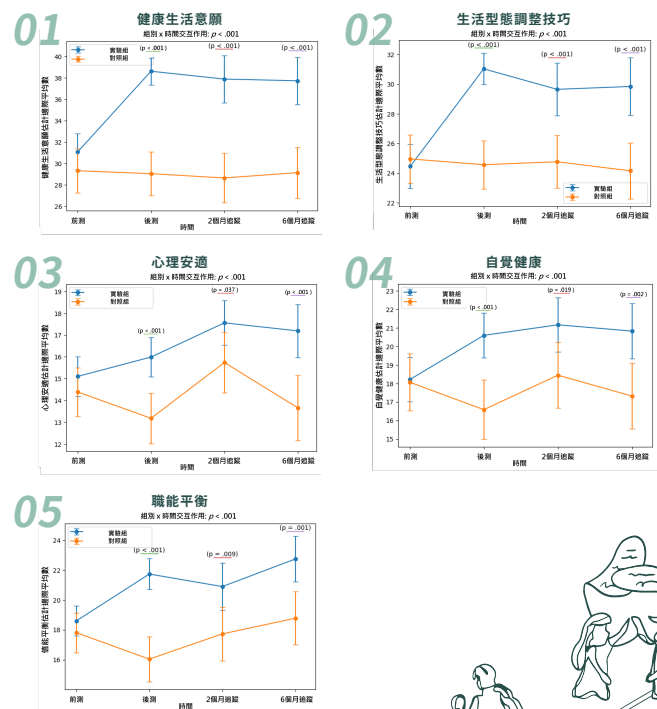 01
健康生活意願
組別 x 時間交互作用: p < .001
實驗組
對照組
(p < .001)
(p < .001)
(p < .001)
健康生活意願估計邊際平均數
40
38
36
34
32
30
28
26
前測
後測
2個月追蹤
6個月追蹤
時間
02
生活型態調整技巧
組別 x 時間交互作用: p < .001
(p < .001)
(p < .001)
(p < .001)
生活型態調整技巧估計邊際平均數
32
30
28
26
24
22
實驗組
對照組
前測
後測
2個月追蹤
6個月追蹤
時間
03
心理安適
組別 x 時間交互作用: p < .001
實驗組
對照組
(p < .001)
(p = .037)
(p < .001)
心理安適估計邊際平均數
19
18
17
16
15
14
13
12
前測
後測
2個月追蹤
6個月追蹤
時間
04
自覺健康
組別 x 時間交互作用: p < .001
實驗組
對照組
(p < .001)
(p = .019)
(p = .002)
自覺健康估計邊際平均數
23
22
21
20
19
18
17
16
15
前測
後測
2個月追蹤
6個月追蹤
時間
05
職能平衡
組別 x 時間交互作用: p < .001
實驗組
對照組
(p < .001)
(p = .009)
(p = .001)
值能平衡估計邊際平均數
24
22
20
18
16
前測
後測
2個月追蹤
6個月追蹤
時間